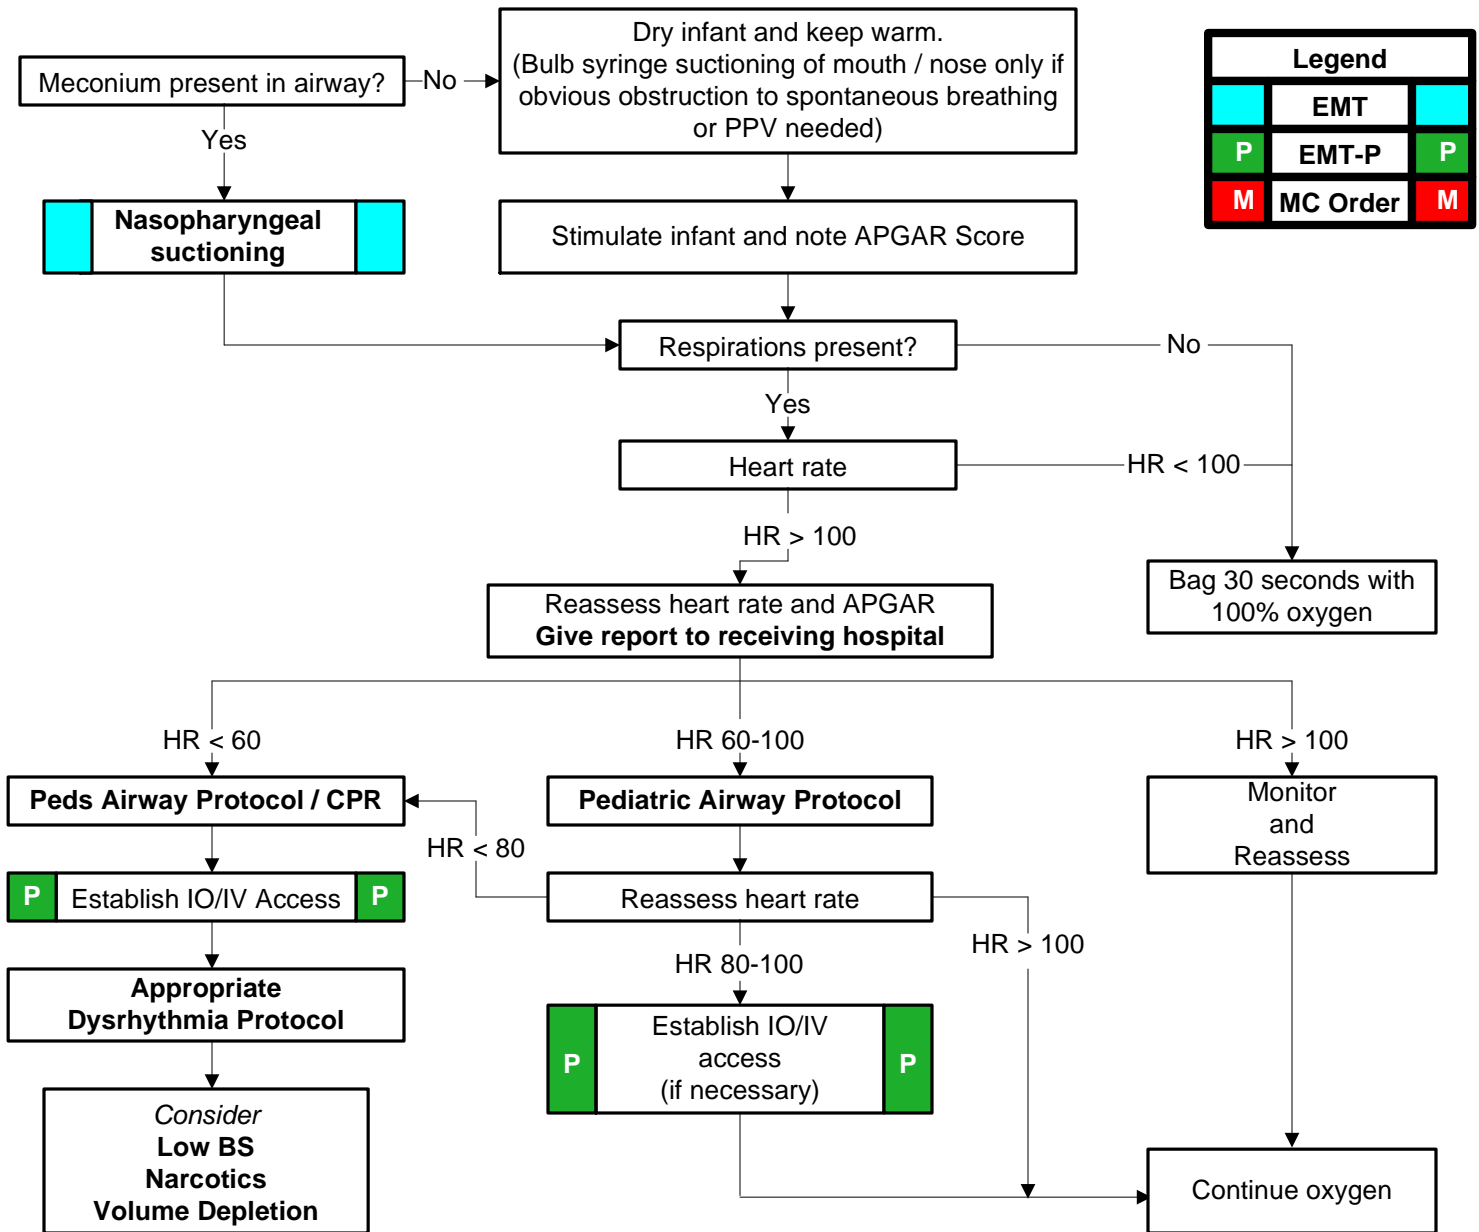 Meconium present in airway?
No
Dry infant and keep warm.
(Bulb syringe suctioning of mouth / nose only if
obvious obstruction to spontaneous breathing
or PPV needed)
Legend
EMT
P EMT-P P
M MC Order M
Yes
Nasopharyngeal
suctioning
Stimulate infant and note APGAR Score
Respirations present?
No
Yes
Heart rate
HR < 100
HR > 100
Bag 30 seconds with
100% oxygen
Reassess heart rate and APGAR
Give report to receiving hospital
HR < 60
HR 60-100
HR > 100
Peds Airway Protocol / CPR
Pediatric Airway Protocol
Monitor
and
Reassess
HR < 80
P Establish IO/IV Access P
Reassess heart rate
HR > 100
HR 80-100
Appropriate
Dysrhythmia Protocol
P
Establish IO/IV
access
(if necessary)
P
Consider
Low BS
Narcotics
Volume Depletion
Continue oxygen